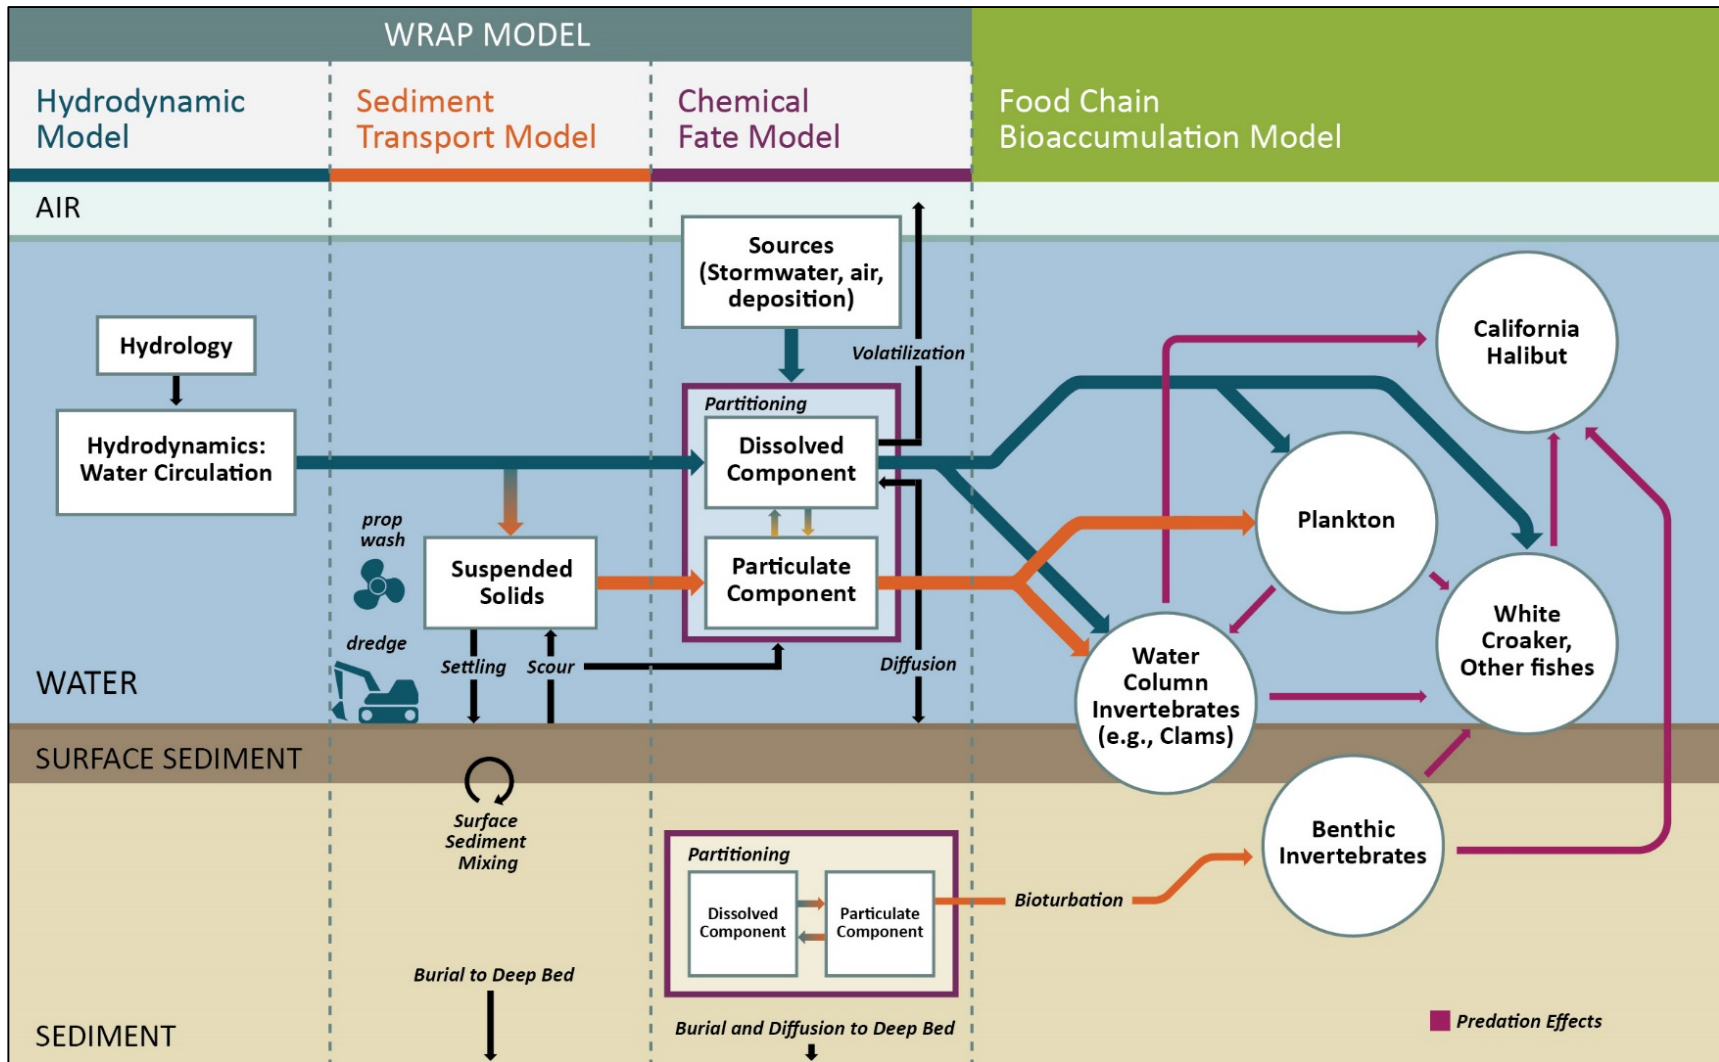 WRAP MODEL
Hydrodynamic
Model
Sediment
Transport Model
Chemical
Fate Model
Food Chain
Bioaccumulation Model
AIR
Sources
(Stormwater, air,
deposition)
Volatilization
Hydrology
Hydrodynamics:
Water Circulation
Partitioning
Dissolved
Component
Particulate
Component
prop
wash
Suspended
Solids
dredge
Settling
Scour
Diffusion
California
Halibut
Plankton
White
Croaker,
Other fishes
Water
Column
Invertebrates
(e.g., Clams)
WATER
SURFACE SEDIMENT
Surface
Sediment
Mixing
Partitioning
Dissolved
Component
Particulate
Component
Bioturbation
Benthic
Invertebrates
Burial to Deep Bed
Burial and Diffusion to Deep Bed
SEDIMENT
Predation Effects